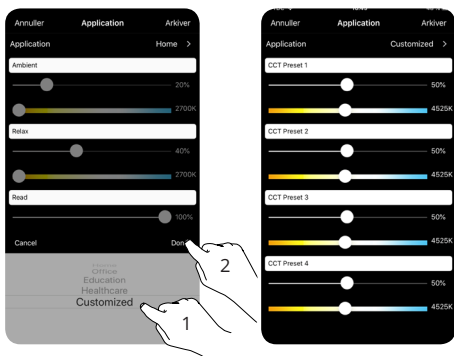 Annuller Application Arkiver
Application Home >
Ambient
20%
2700K
Relax
40%
2700K
Read
100%
Cancel Don
Office
Education
Healthcare
Customized
1
2
Annuller Application Arkiver
Application Customized >
CCT Preset 1
50%
4525K
CCT Preset 2
50%
4525K
CCT Preset 3
50%
4525K
CCT Preset 4
50%
4525K